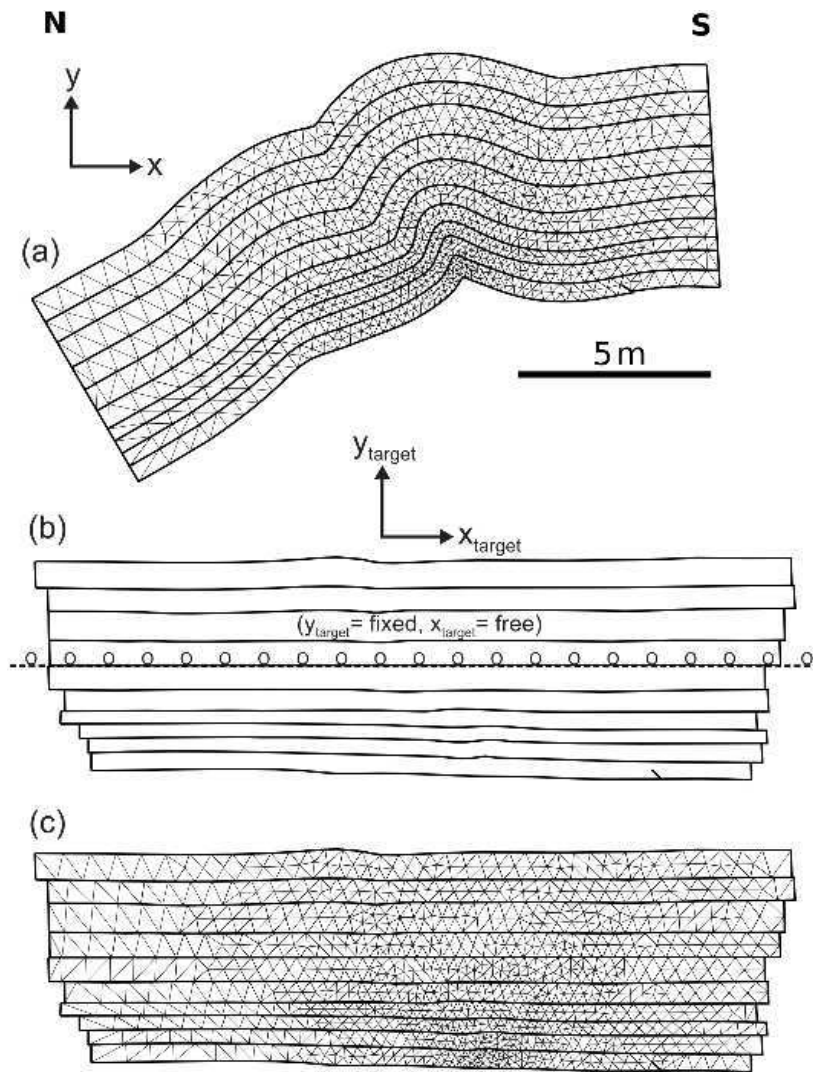 N S
y
x
(a)
5 m
y_target
(b)
x_target
(y_target= fixed, x_target= free)
(c)